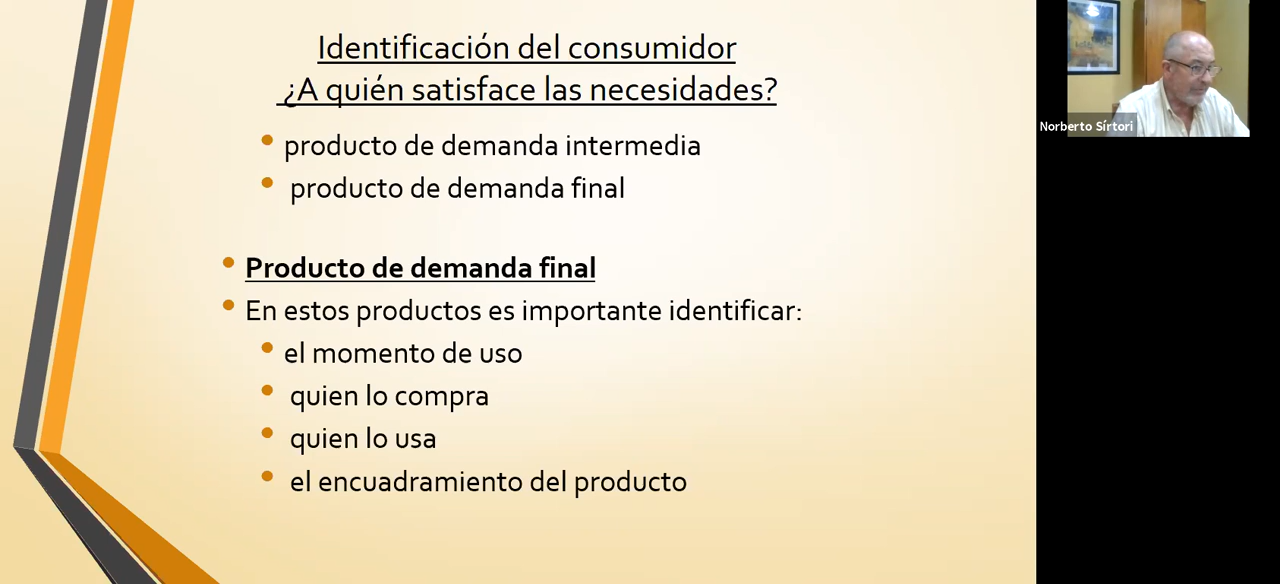 Identificación del consumidor
¿A quién satisface las necesidades?
• producto de demanda intermedia
• producto de demanda final
• Producto de demanda final
• En estos productos es importante identificar:
• el momento de uso
• quien lo compra
• quien lo usa
• el encuadramiento del producto
Norberto Sírtori